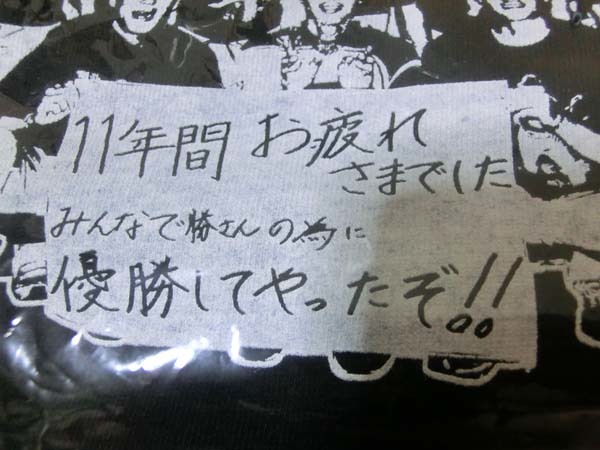 11年間 お疲れ
さまでした
みんなで勝さんの為に
優勝してやったぞ!!